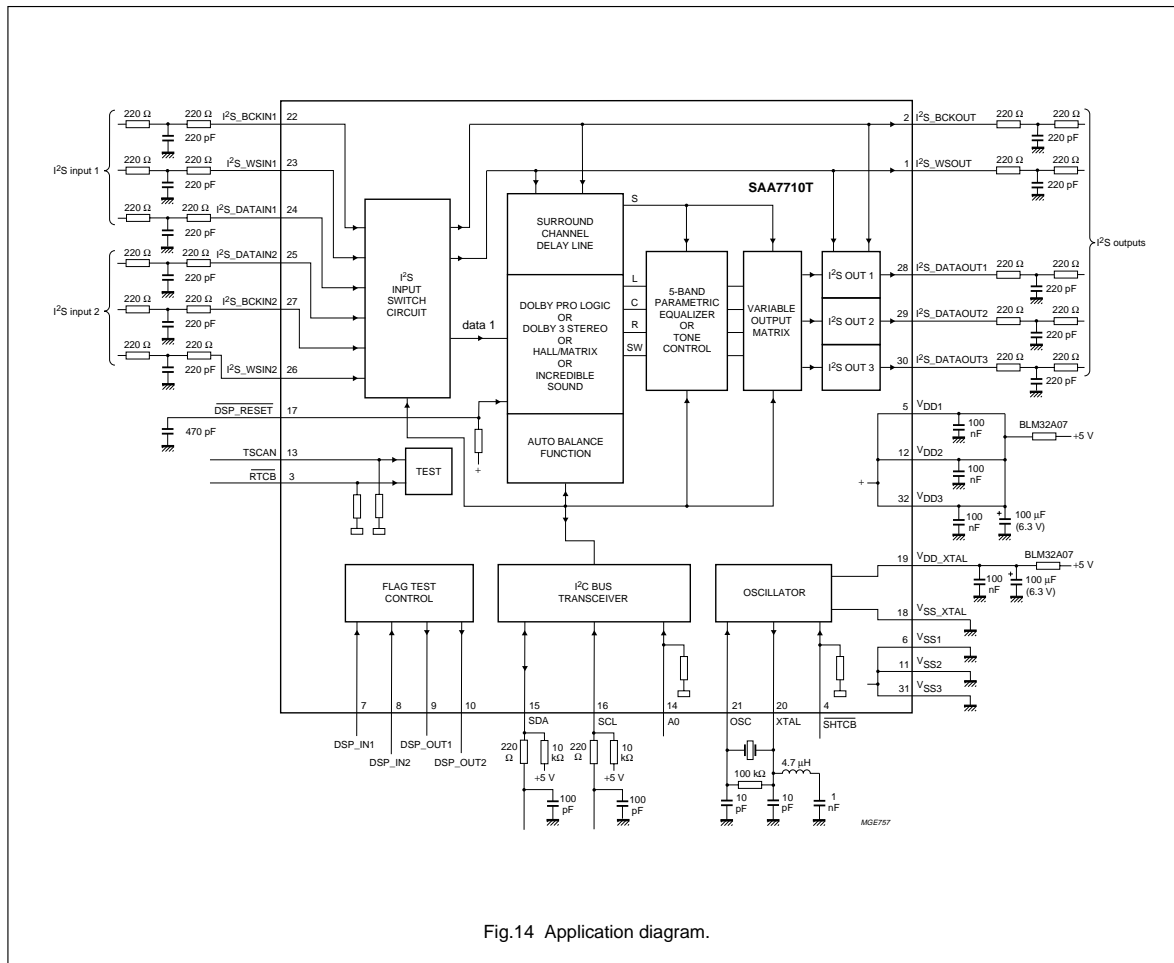 220 Ω 220 Ω I²S_BCKIN1 22
220 pF
220 Ω 220 Ω I²S_WSIN1 23
I²S input 1
220 pF
220 Ω 220 Ω I²S_DATAIN1 24
220 pF
220 Ω 220 Ω I²S_DATAIN2 25
220 pF
220 Ω 220 Ω I²S_BCKIN2 27
I²S input 2
220 pF
220 Ω 220 Ω
220 pF I²S_WSIN2 26
DSP_RESET 17
470 pF
TSCAN 13
RTCB 3
TEST
+
I²S
INPUT
SWITCH
CIRCUIT
data 1
SURROUND
CHANNEL
DELAY LINE
DOLBY PRO LOGIC
OR
DOLBY 3 STEREO
OR
HALL/MATRIX
OR
INCREDIBLE
SOUND
AUTO BALANCE
FUNCTION
S
L
C
R
SW
SAA7710T
5-BAND
PARAMETRIC
EQUALIZER
OR
TONE
CONTROL
VARIABLE
OUTPUT
MATRIX
I²S OUT 1
I²S OUT 2
I²S OUT 3
2 I²S_BCKOUT 220 Ω 220 Ω
220 pF
1 I²S_WSOUT 220 Ω 220 Ω
220 pF
I²S outputs
28 I²S_DATAOUT1 220 Ω 220 Ω
220 pF
29 I²S_DATAOUT2 220 Ω 220 Ω
220 pF
30 I²S_DATAOUT3 220 Ω 220 Ω
220 pF
5 VDD1
100
nF
BLM32A07
+5 V
12 VDD2
100
nF
+
32 VDD3
100
nF
+
100 µF
(6.3 V)
19 VDD_XTAL
BLM32A07
+5 V
100
nF
+
100 µF
(6.3 V)
18 VSS_XTAL
6 VSS1
11 VSS2
31 VSS3
FLAG TEST
CONTROL
I²C BUS
TRANSCEIVER
OSCILLATOR
7 8 9 10 15 16 14 21 20 4
SDA SCL A0 OSC XTAL SHTCB
DSP_IN1 DSP_OUT1
DSP_IN2 DSP_OUT2
220
Ω
10
kΩ
+5 V
100
pF
220
Ω
10
kΩ
+5 V
100
pF
4.7 µH
100 kΩ
10
pF
10
pF
1
nF
MGE757
Fig.14 Application diagram.